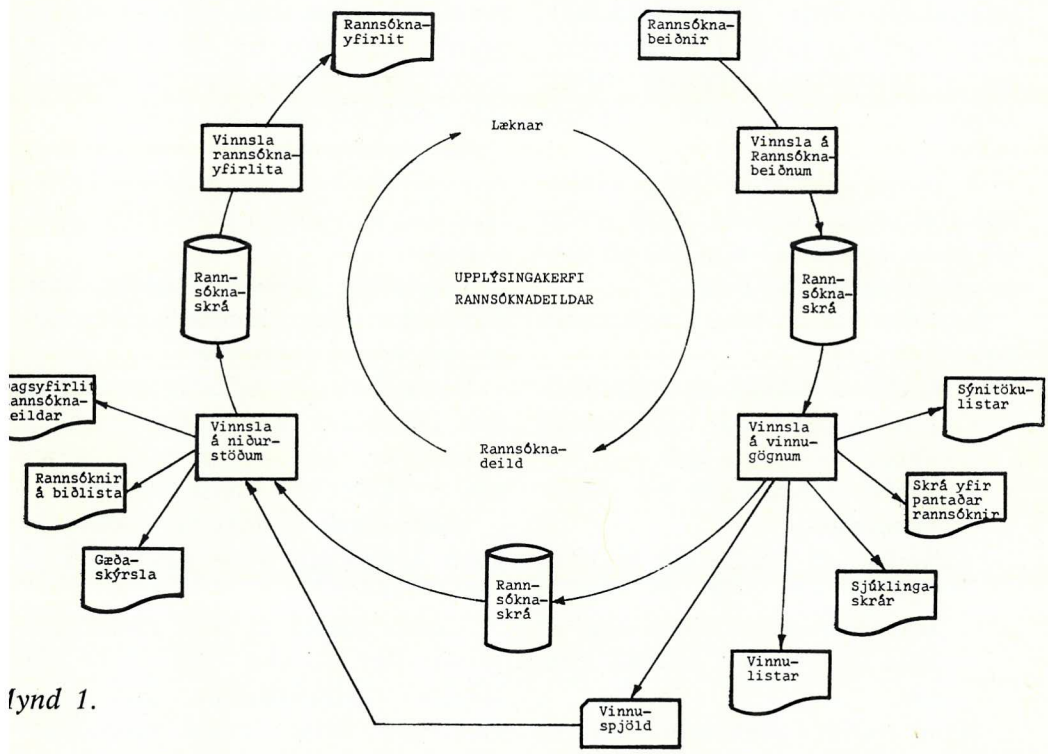 Rannsókna-
yfirlit
Rannsókna-
beiðnir
Læknar
Vinnsla
rannsókna-
yfirlita
Vinnsla á
Rannsókna-
beiðnum
Rann-
sókna-
skrá
UPPLÝSINGAKERFI
RANNSÓKNADEILDAR
Rann-
sókna-
skrá
agsyfirlit
annsókna-
eildar
Vinnsla
á niður-
stöðum
Rannsókna-
deild
Vinnsla
á vinnu-
gögnum
Sýnitöku-
listar
Rannsóknir
á biðlista
Skrá yfir
pantaðar
rannsóknir
Gæða-
skýrsla
Rann-
sókna-
skrá
Sjúklinga-
skrár
Vinnu-
listar
Vinnu-
spjöld
ynd 1.